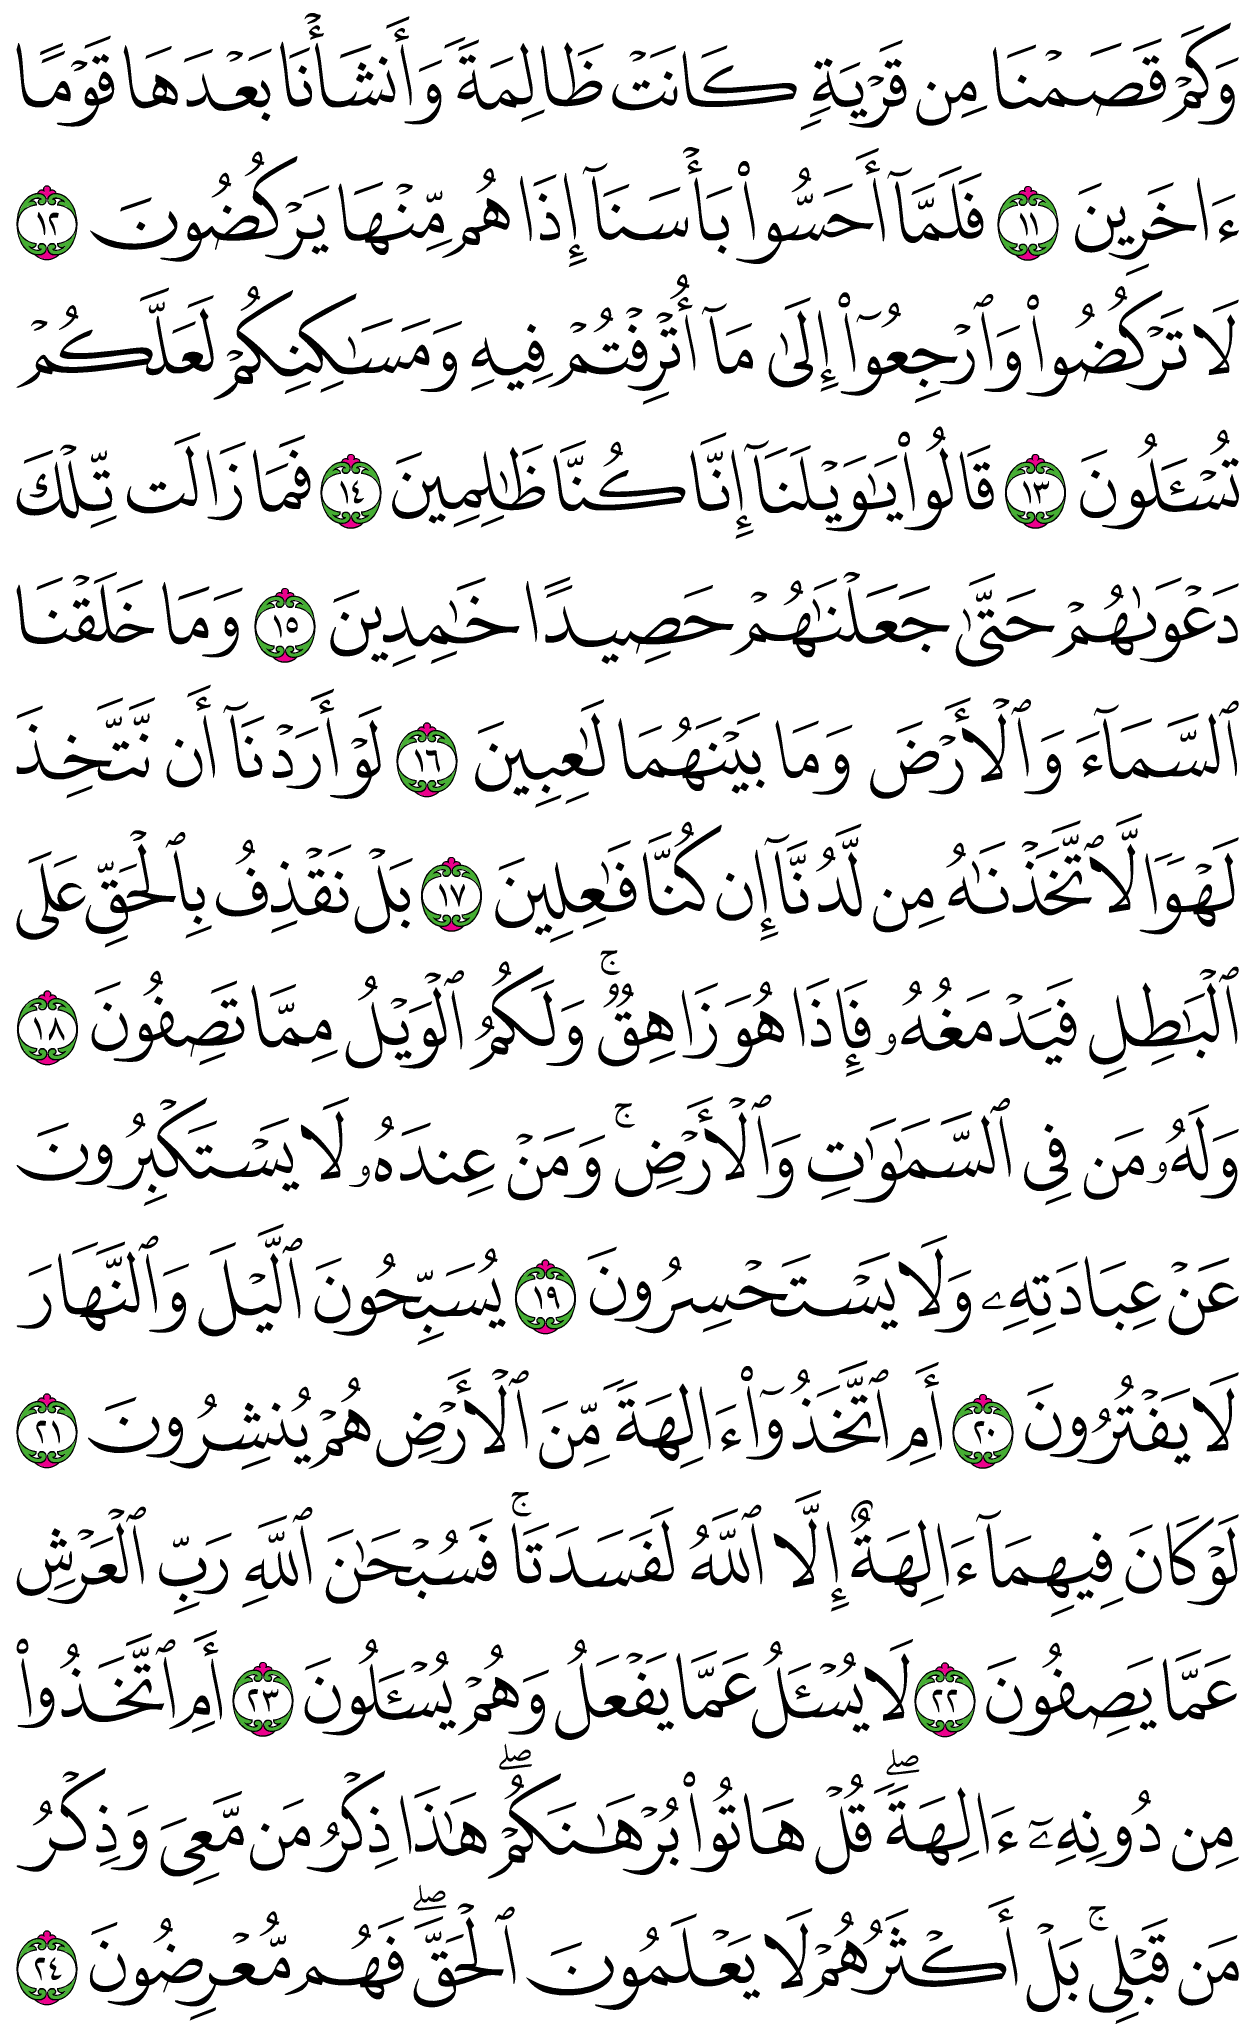 وَكَمْ قَصَمْنَا مِن قَرْيَةٍ كَانَتْ ظَالِمَةً وَأَنشَأْنَا بَعْدَهَا قَوْمًا
ءَاخَرِينَ ١١ فَلَمَّآ أَحَسُّوا۟ بَأْسَنَآ إِذَا هُم مِّنْهَا يَرْكُضُونَ ١٢
لَا تَرْكُضُوا۟ وَٱرْجِعُوٓا۟ إِلَىٰ مَآ أُتْرِفْتُمْ فِيهِ وَمَسَـٰكِنِكُمْ لَعَلَّكُمْ
تُسْـَٔلُونَ ١٣ قَالُوا۟ يَـٰوَيْلَنَآ إِنَّا كُنَّا ظَـٰلِمِينَ ١٤ فَمَا زَالَت تِّلْكَ
دَعْوَىٰهُمْ حَتَّىٰ جَعَلْنَـٰهُمْ حَصِيدًا خَـٰمِدِينَ ١٥ وَمَا خَلَقْنَا
ٱلسَّمَآءَ وَٱلْأَرْضَ وَمَا بَيْنَهُمَا لَـٰعِبِينَ ١٦ لَوْ أَرَدْنَآ أَن نَّتَّخِذَ
لَهْوًا لَّٱتَّخَذْنَـٰهُ مِن لَّدُنَّآ إِن كُنَّا فَـٰعِلِينَ ١٧ بَلْ نَقْذِفُ بِٱلْحَقِّ عَلَى
ٱلْبَـٰطِلِ فَيَدْمَغُهُۥ فَإِذَا هُوَ زَاهِقٌ ۚ وَلَكُمُ ٱلْوَيْلُ مِمَّا تَصِفُونَ ١٨
وَلَهُۥ مَن فِى ٱلسَّمَـٰوَٰتِ وَٱلْأَرْضِ ۚ وَمَنْ عِندَهُۥ لَا يَسْتَكْبِرُونَ
عَنْ عِبَادَتِهِۦ وَلَا يَسْتَحْسِرُونَ ١٩ يُسَبِّحُونَ ٱلَّيْلَ وَٱلنَّهَارَ
لَا يَفْتُرُونَ ٢٠ أَمِ ٱتَّخَذُوٓا۟ ءَالِهَةً مِّنَ ٱلْأَرْضِ هُمْ يُنشِرُونَ ٢١
لَوْ كَانَ فِيهِمَآ ءَالِهَةٌ إِلَّا ٱللَّهُ لَفَسَدَتَا ۚ فَسُبْحَـٰنَ ٱللَّهِ رَبِّ ٱلْعَرْشِ
عَمَّا يَصِفُونَ ٢٢ لَا يُسْـَٔلُ عَمَّا يَفْعَلُ وَهُمْ يُسْـَٔلُونَ ٢٣ أَمِ ٱتَّخَذُوا۟
مِن دُونِهِۦٓ ءَالِهَةً ۖ قُلْ هَاتُوا۟ بُرْهَـٰنَكُمْ ۖ هَـٰذَا ذِكْرُ مَن مَّعِىَ وَذِكْرُ
مَن قَبْلِى ۚ بَلْ أَكْثَرُهُمْ لَا يَعْلَمُونَ ٱلْحَقَّ ۖ فَهُم مُّعْرِضُونَ ٢٤